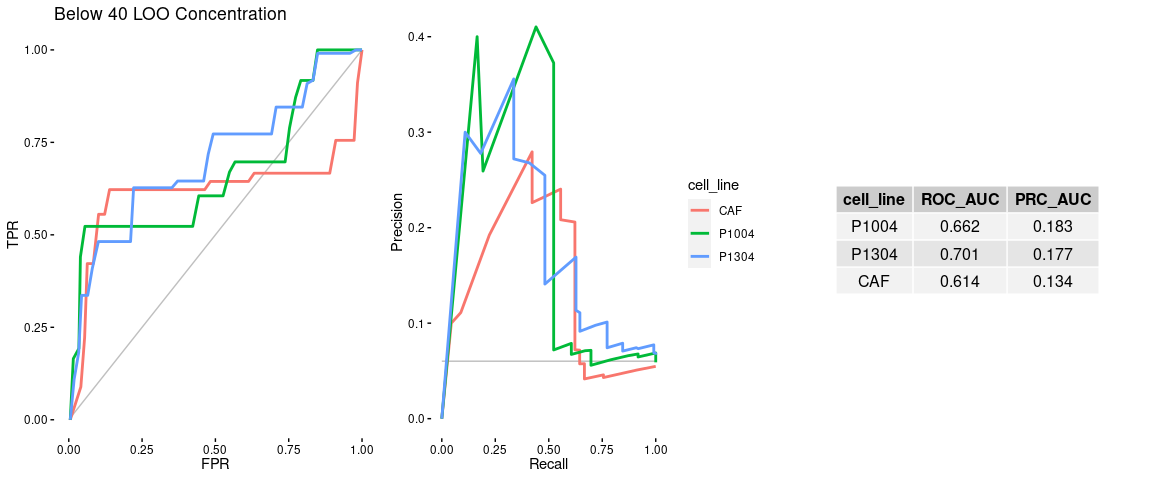 Below 40 LOO Concentration
1.00
0.75
0.50
0.25
0.00
TPR
0.00 0.25 0.50 0.75 1.00
FPR
0.4
0.3
0.2
0.1
0.0
Precision
0.00 0.25 0.50 0.75 1.00
Recall
cell_line
CAF
P1004
P1304
cell_line ROC_AUC PRC_AUC
P1004 0.662 0.183
P1304 0.701 0.177
CAF 0.614 0.134